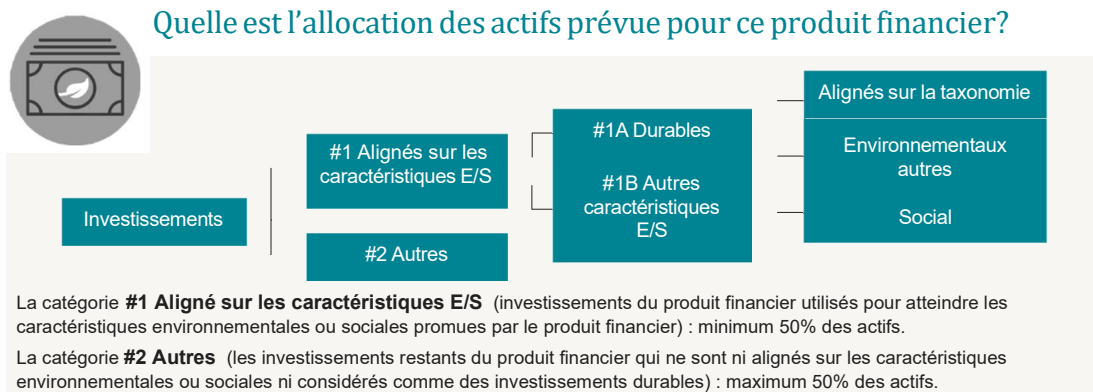 Quelle est l'allocation des actifs prévue pour ce produit financier?
Investissements
#1 Alignés sur les
caractéristiques E/S
#2 Autres
#1A Durables
#1B Autres
caractéristiques
E/S
Alignés sur la taxonomie
Environnementaux
autres
Social
La catégorie #1 Aligné sur les caractéristiques E/S (investissements du produit financier utilisés pour atteindre les
caractéristiques environnementales ou sociales promues par le produit financier) : minimum 50% des actifs.
La catégorie #2 Autres (les investissements restants du produit financier qui ne sont ni alignés sur les caractéristiques
environnementales ou sociales ni considérés comme des investissements durables) : maximum 50% des actifs.